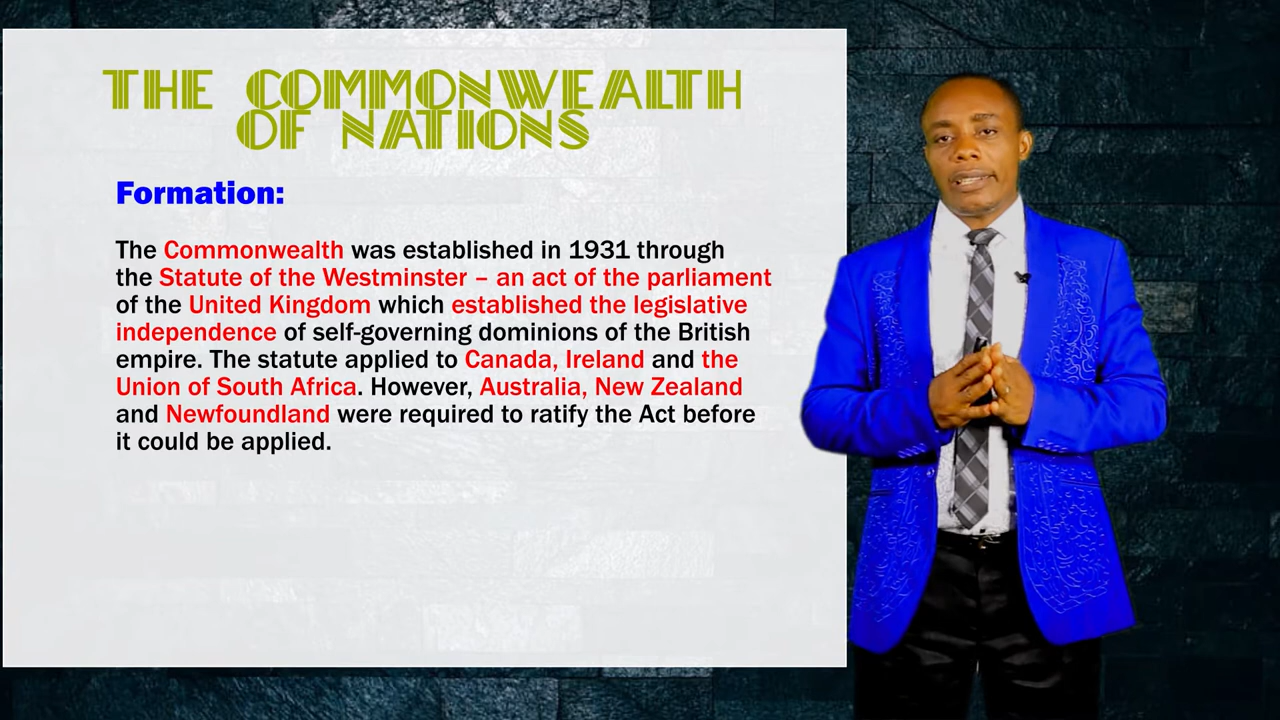 THE COMMONWEALTH
OF NATIONS
Formation:
The Commonwealth was established in 1931 through
the Statute of the Westminster – an act of the parliament
of the United Kingdom which established the legislative
independence of self-governing dominions of the British
empire. The statute applied to Canada, Ireland and the
Union of South Africa. However, Australia, New Zealand
and Newfoundland were required to ratify the Act before
it could be applied.